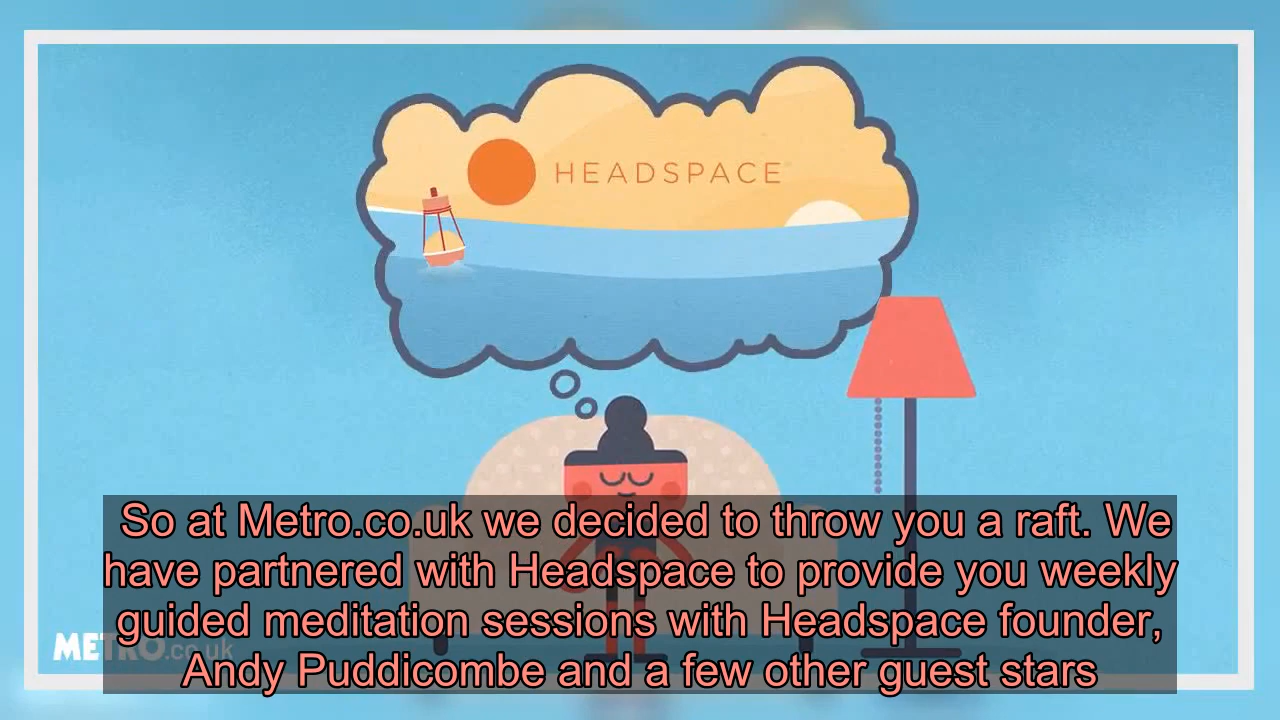 HEADSPACE
So at Metro.co.uk we decided to throw you a raft. We
have partnered with Headspace to provide you weekly
guided meditation sessions with Headspace founder,
METRO.co.uk
Andy Puddicombe and a few other guest stars